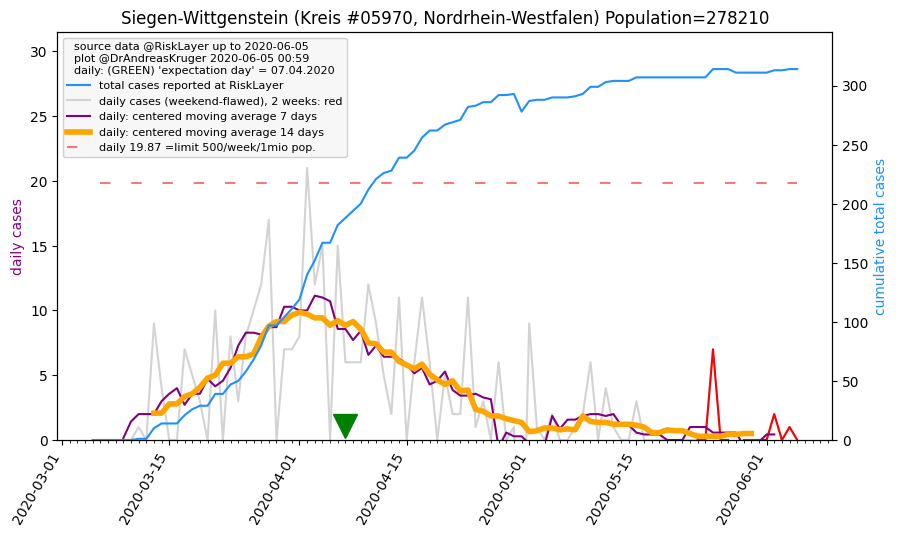 Siegen-Wittgenstein (Kreis #05970, Nordrhein-Westfalen) Population=278210
source data @RiskLayer up to 2020-06-05
plot @DrAndreasKruger 2020-06-05 00:59
daily: (GREEN) 'expectation day' = 07.04.2020
total cases reported at RiskLayer
daily cases (weekend-flawed), 2 weeks: red
daily: centered moving average 7 days
daily: centered moving average 14 days
daily 19.87 =limit 500/week/1mio pop.
daily cases
30
25
20
15
10
5
0
300
250
200
150
100
50
0
cumulative total cases
2020-03-01
2020-03-15
2020-04-01
2020-04-15
2020-05-01
2020-05-15
2020-06-01